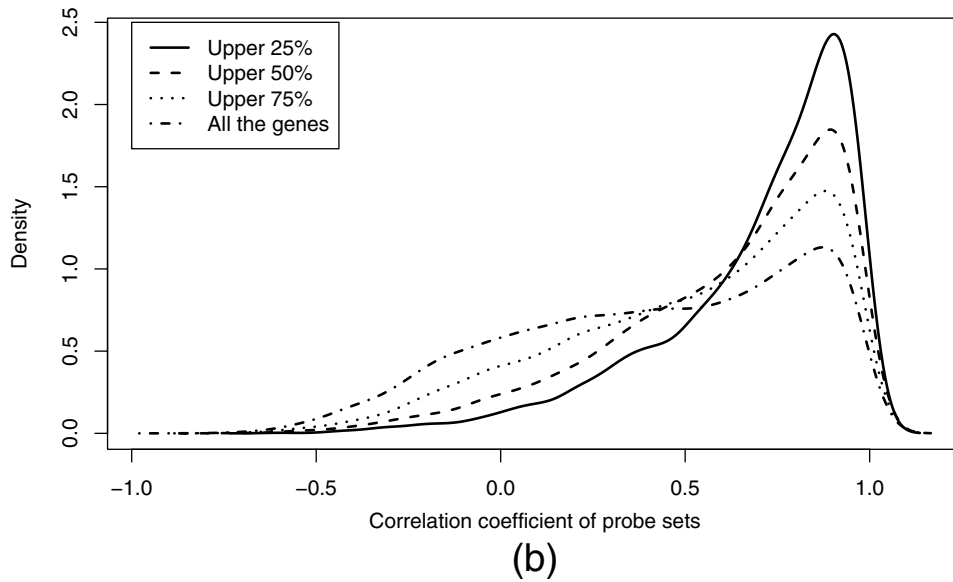 Upper 25%
Upper 50%
Upper 75%
All the genes
Density
0.0
0.5
1.0
1.5
2.0
2.5
−1.0
−0.5
0.0
0.5
1.0
Correlation coefficient of probe sets
(b)